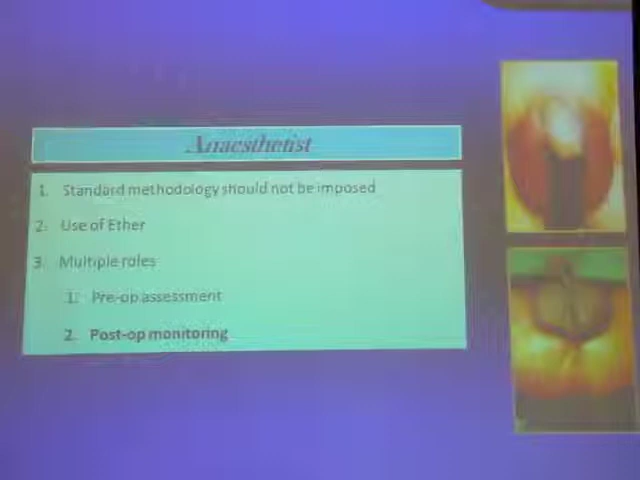 Anaesthetist
1. Standard methodology should not be imposed
2. Use of Ether
3. Multiple roles
1. Pre-op assessment
2. Post-op monitoring